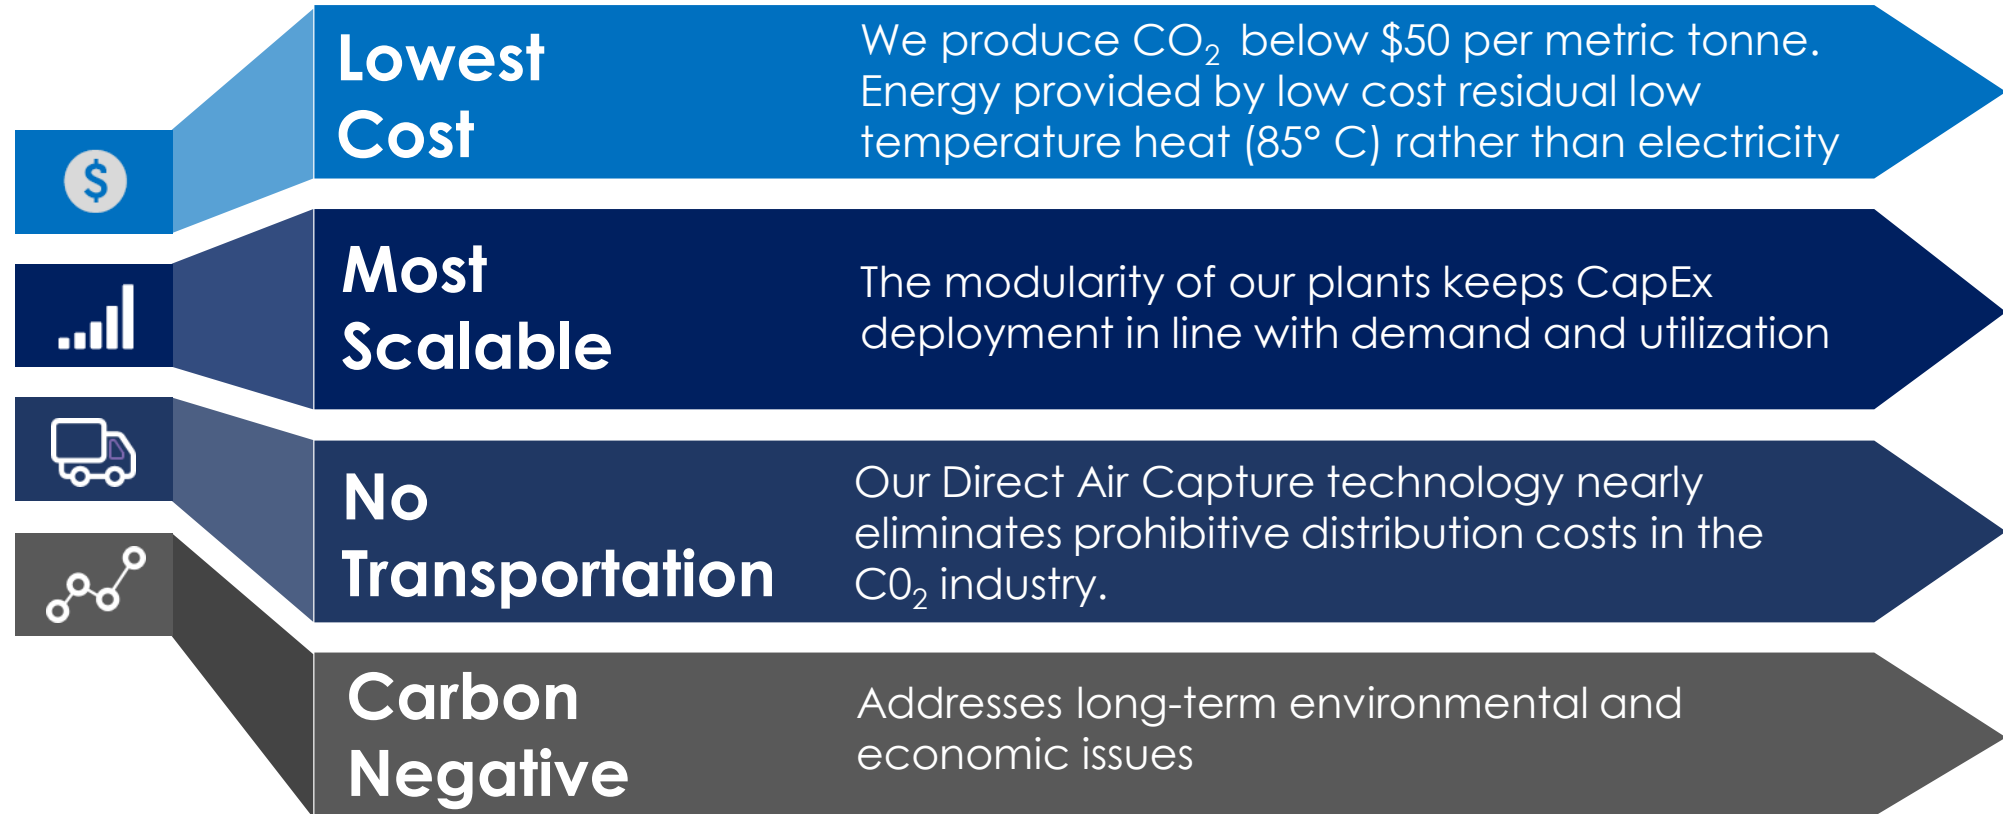 $
Lowest
Cost
We produce CO₂ below $50 per metric tonne.
Energy provided by low cost residual low
temperature heat (85° C) rather than electricity
Most
Scalable
The modularity of our plants keeps CapEx
deployment in line with demand and utilization
No
Transportation
Our Direct Air Capture technology nearly
eliminates prohibitive distribution costs in the
C0₂ industry.
Carbon
Negative
Addresses long-term environmental and
economic issues